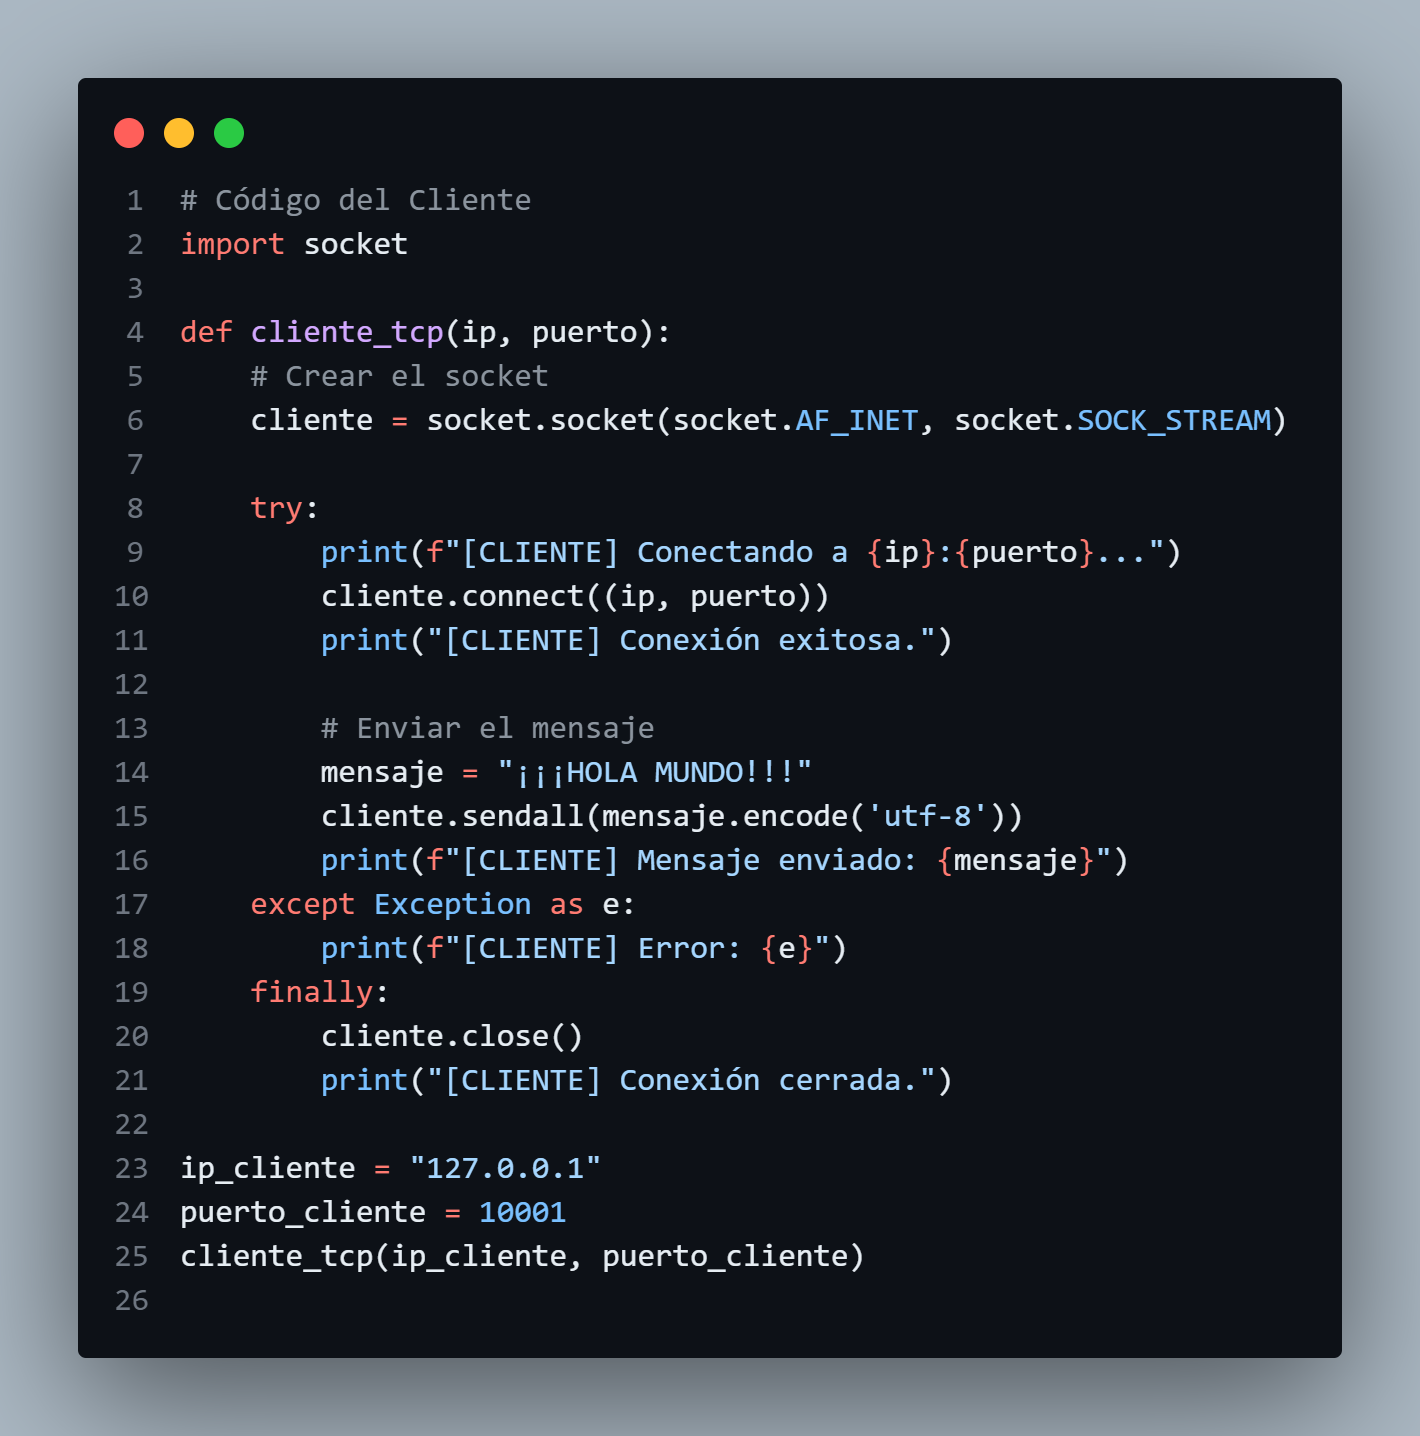 1 # Código del Cliente
2 import socket
3
4 def cliente_tcp(ip, puerto):
5     # Crear el socket
6     cliente = socket.socket(socket.AF_INET, socket.SOCK_STREAM)
7
8     try:
9         print(f"[CLIENTE] Conectando a {ip}:{puerto}...")
10         cliente.connect((ip, puerto))
11         print("[CLIENTE] Conexión exitosa.")
12
13         # Enviar el mensaje
14         mensaje = "¡¡¡HOLA MUNDO!!!"
15         cliente.sendall(mensaje.encode('utf-8'))
16         print(f"[CLIENTE] Mensaje enviado: {mensaje}")
17     except Exception as e:
18         print(f"[CLIENTE] Error: {e}")
19     finally:
20         cliente.close()
21         print("[CLIENTE] Conexión cerrada.")
22
23 ip_cliente = "127.0.0.1"
24 puerto_cliente = 10001
25 cliente_tcp(ip_cliente, puerto_cliente)
26